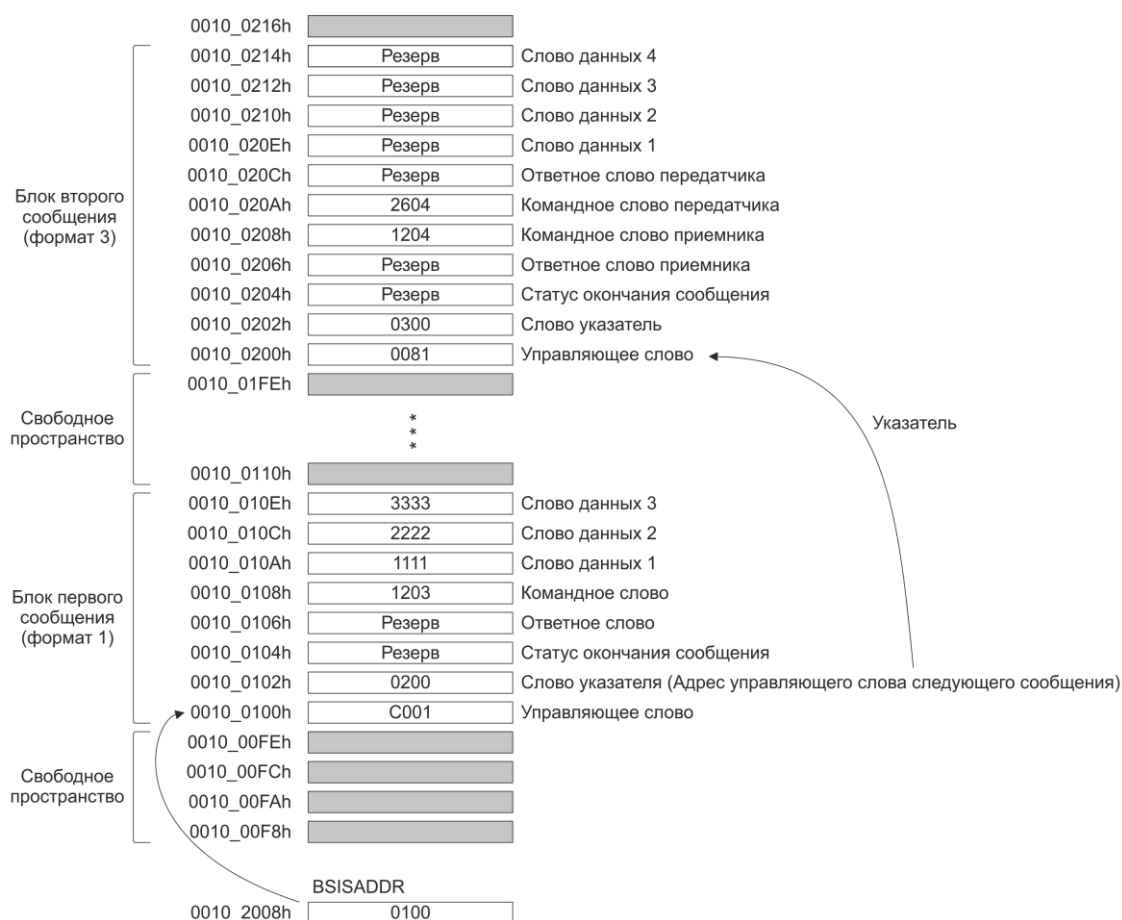 0010_0216h
0010_0214h Резерв Слово данных 4
0010_0212h Резерв Слово данных 3
0010_0210h Резерв Слово данных 2
0010_020Eh Резерв Слово данных 1
0010_020Ch Резерв Ответное слово передатчика
0010_020Ah 2604 Командное слово передатчика
0010_0208h 1204 Командное слово приемника
0010_0206h Резерв Ответное слово приемника
0010_0204h Резерв Статус окончания сообщения
0010_0202h 0300 Слово указатель
0010_0200h 0081 Управляющее слово
Блок второго
сообщения
(формат 3)
0010_01FEh
* * *
0010_0110h
Свободное
пространство
Указатель
0010_010Eh 3333 Слово данных 3
0010_010Ch 2222 Слово данных 2
0010_010Ah 1111 Слово данных 1
0010_0108h 1203 Командное слово
0010_0106h Резерв Ответное слово
0010_0104h Резерв Статус окончания сообщения
0010_0102h 0200 Слово указателя (Адрес управляющего слова следующего сообщения)
0010_0100h C001 Управляющее слово
Блок первого
сообщения
(формат 1)
0010_00FEh
0010_00FCh
0010_00FAh
0010_00F8h
Свободное
пространство
BSISADDR
0010_2008h 0100